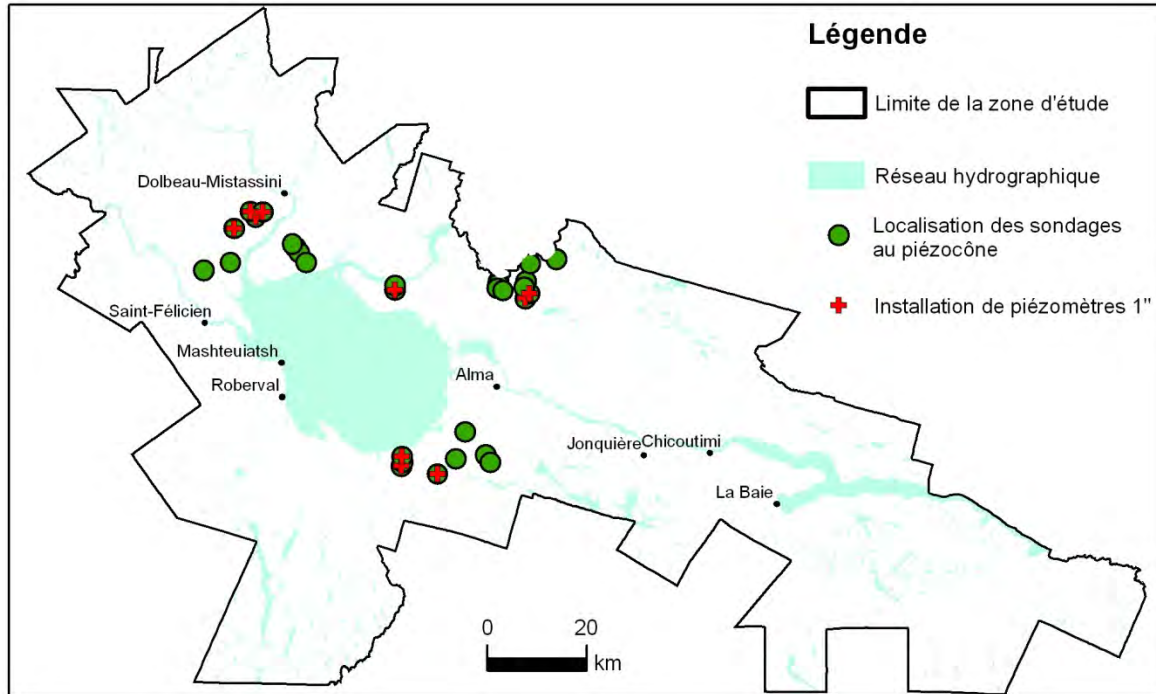 Légende
Limite de la zone d'étude
Réseau hydrographique
Localisation des sondages
au piézocône
Installation de piézomètres 1"
Dolbeau-Mistassini
Saint-Félicien
Mashteuiatsh
Roberval
Alma
Jonquière
Chicoutimi
La Baie
0 20
km